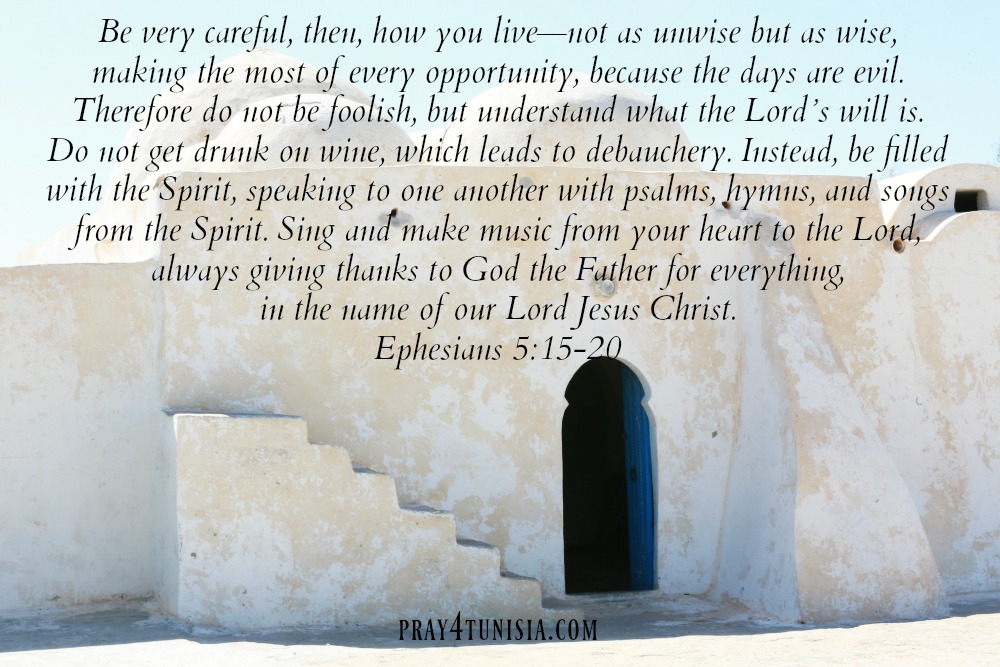 Be very careful, then, how you live—not as unwise but as wise,
making the most of every opportunity, because the days are evil.
Therefore do not be foolish, but understand what the Lord's will is.
Do not get drunk on wine, which leads to debauchery. Instead, be filled
with the Spirit, speaking to one another with psalms, hymns, and songs
from the Spirit. Sing and make music from your heart to the Lord,
always giving thanks to God the Father for everything,
in the name of our Lord Jesus Christ.
Ephesians 5:15-20
PRAY4TUNISIA.COM